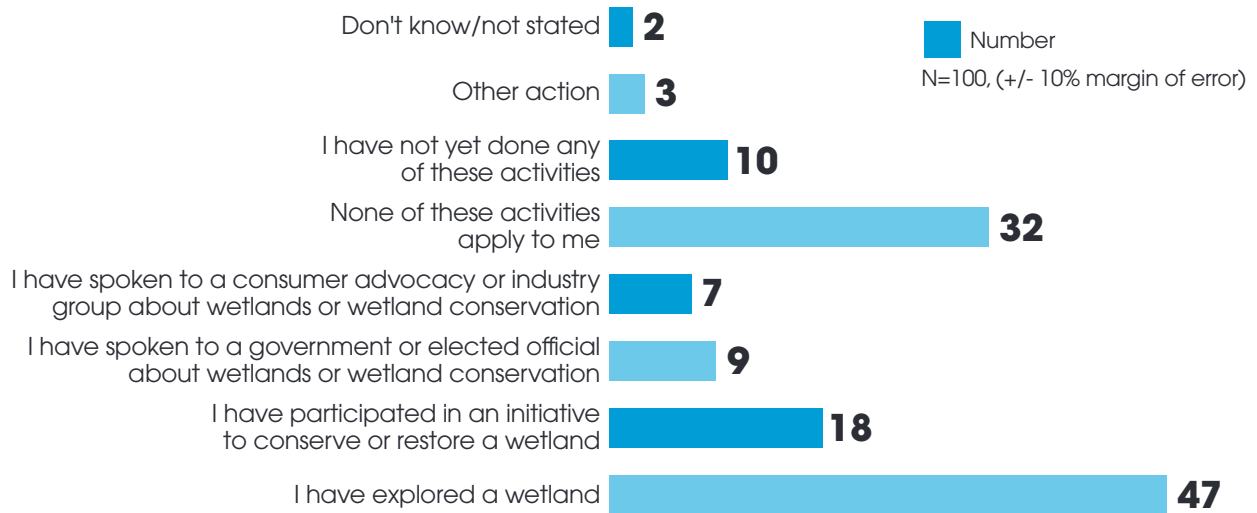 Don't know/not stated 2
Number
N=100, (+/- 10% margin of error)
Other action 3
I have not yet done any
of these activities 10
None of these activities
apply to me 32
I have spoken to a consumer advocacy or industry
group about wetlands or wetland conservation 7
I have spoken to a government or elected official
about wetlands or wetland conservation 9
I have participated in an initiative
to conserve or restore a wetland 18
I have explored a wetland 47